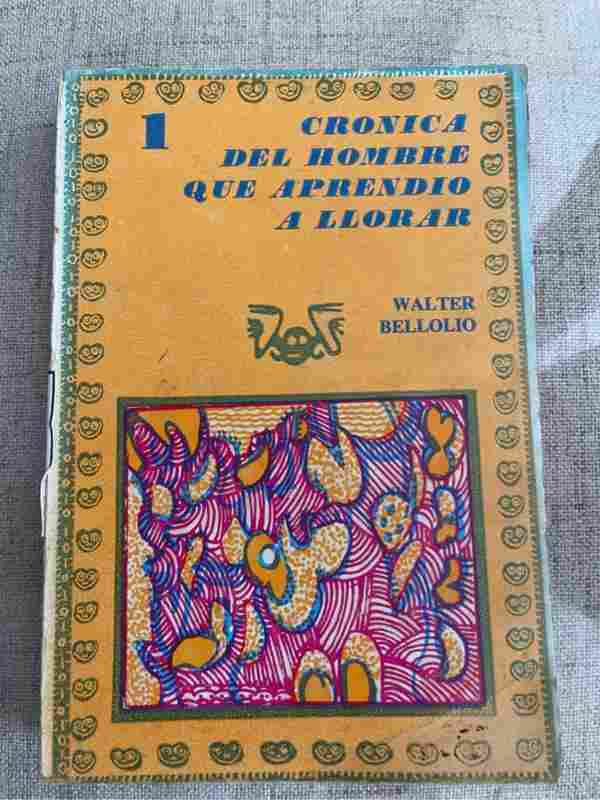 1
CRONICA
DEL HOMBRE
QUE APRENDIO
A LLORAR
WALTER
BELLOLIO